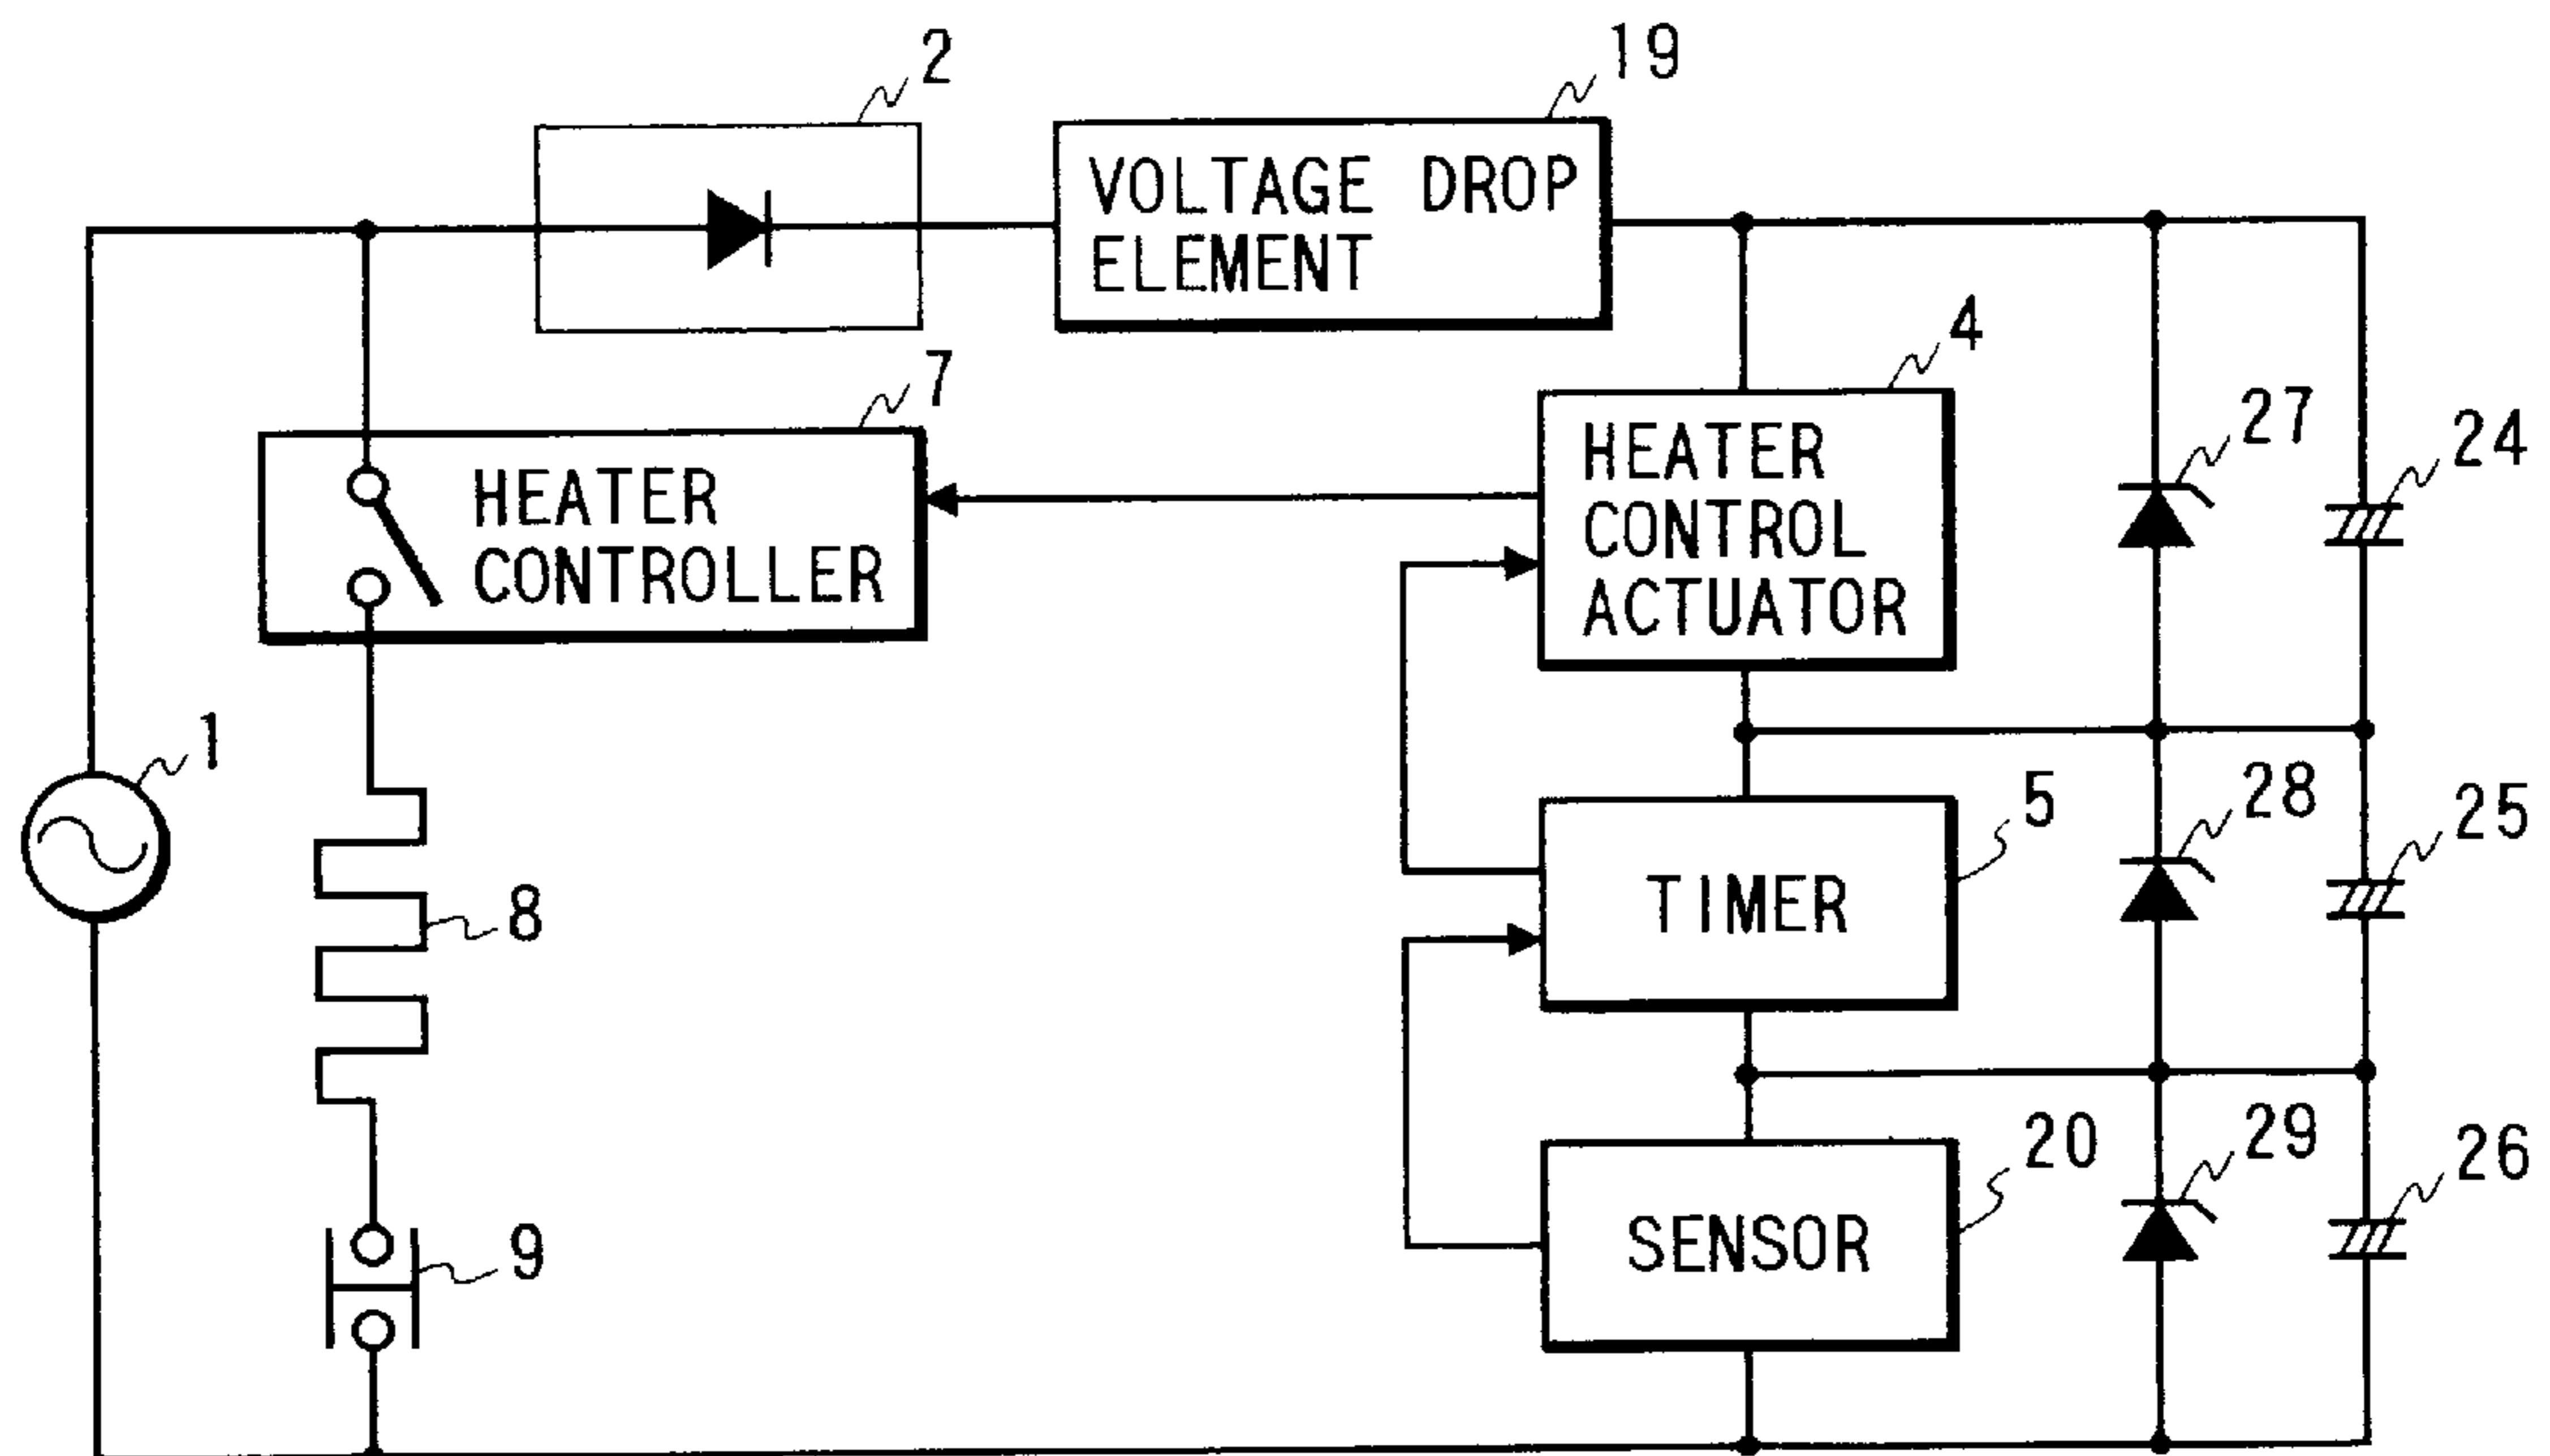 2
19
VOLTAGE DROP
ELEMENT
4
7
HEATER
CONTROL
ACTUATOR
27
24
HEATER
CONTROLLER
1
5
28
25
8
TIMER
20
29
26
SENSOR
9